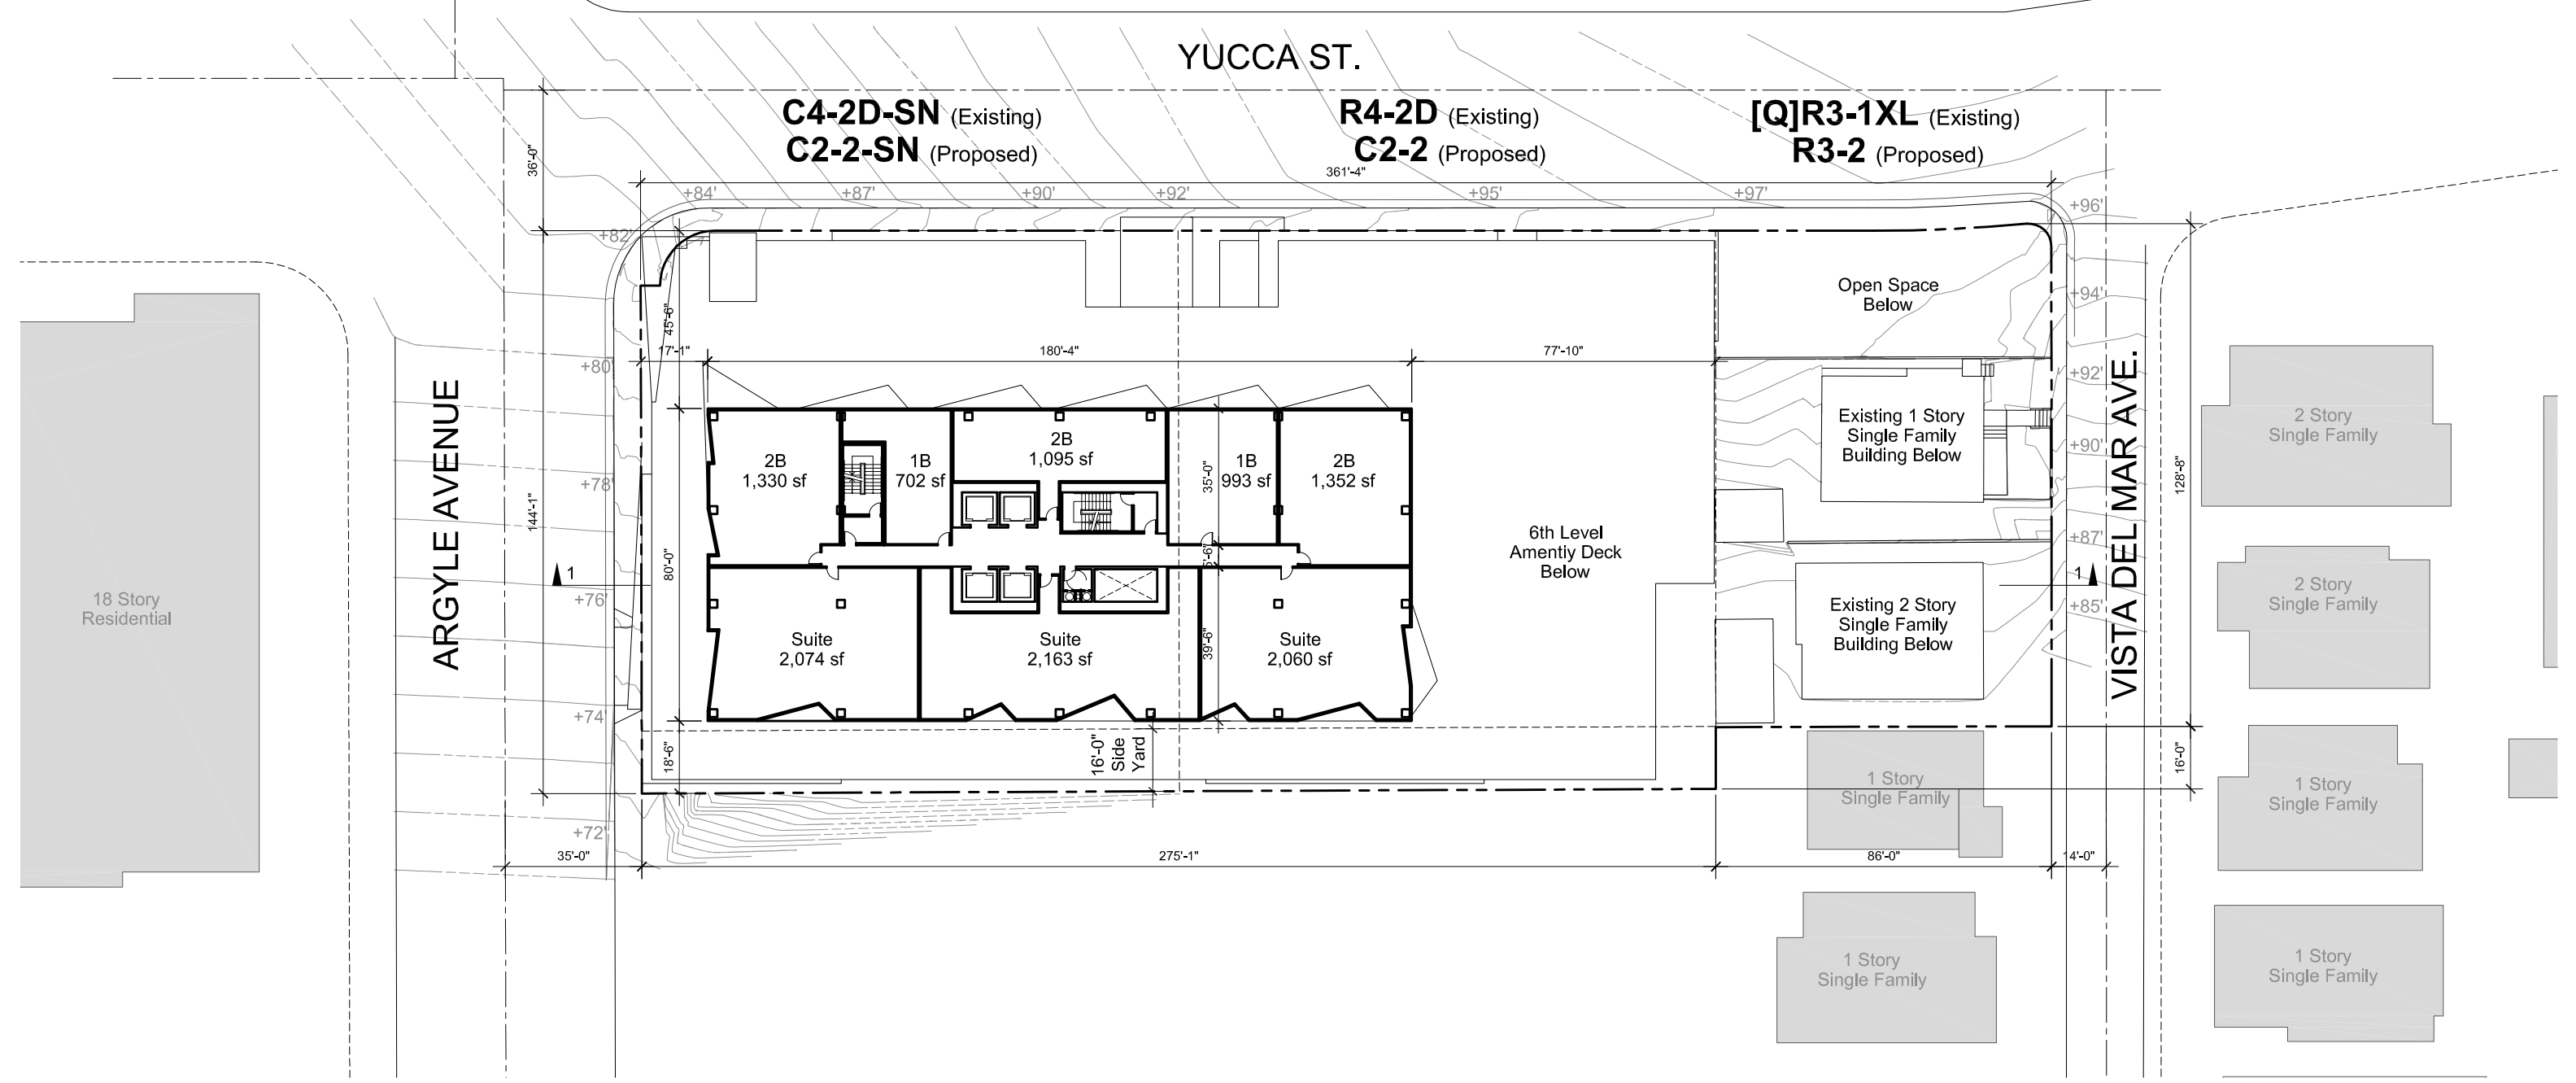 YUCCA ST.
C4-2D-SN (Existing)
C2-2-SN (Proposed)
R4-2D (Existing)
C2-2 (Proposed)
[Q]R3-1XL (Existing)
R3-2 (Proposed)
36'-0"
361'-4"
+84'
+87'
+90'
+92'
+95'
+97'
+96'
+82'
45'-6"
Open Space
Below
+94'
17'-1"
180'-4"
77'-10"
+80'
+92'
ARGYLE AVENUE
VISTA DEL MAR AVE.
2B
1,330 sf
1B
702 sf
2B
1,095 sf
1B
993 sf
2B
1,352 sf
35'-0"
Existing 1 Story
Single Family
Building Below
+90'
2 Story
Single Family
+78'
144'-1"
128'-8"
6th Level
Amentiy Deck
Below
+87'
80'-0"
1
1
+76'
+85'
18 Story
Residential
2 Story
Single Family
Existing 2 Story
Single Family
Building Below
Suite
2,074 sf
Suite
2,163 sf
39'-6"
Suite
2,060 sf
+74'
18'-6"
16'-0"
Side
Yard
16'-0"
1 Story
Single Family
1 Story
Single Family
+72'
35'-0"
275'-1"
86'-0"
14'-0"
1 Story
Single Family
1 Story
Single Family